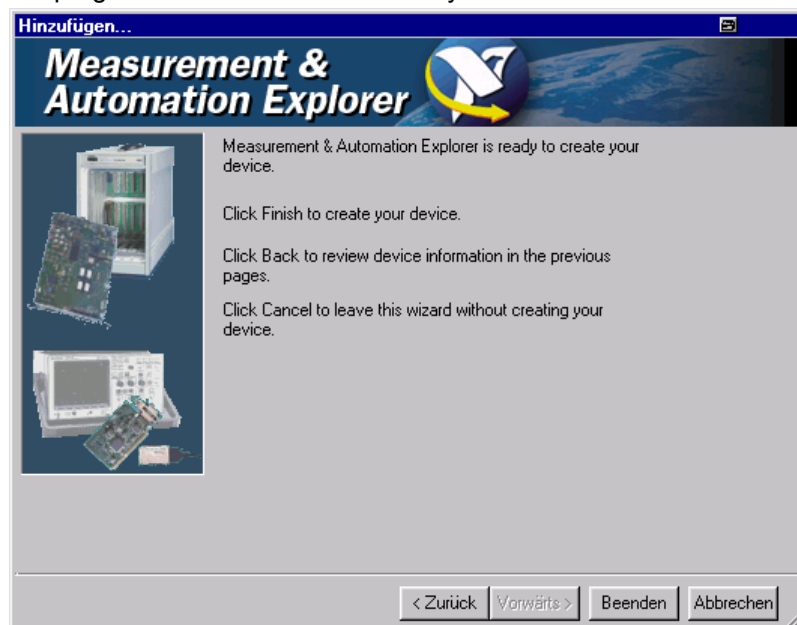 Hinzufügen...
Measurement &
Automation Explorer
Measurement & Automation Explorer is ready to create your
device.
Click Finish to create your device.
Click Back to review device information in the previous
pages.
Click Cancel to leave this wizard without creating your
device.
< Zurück
Vorwärts >
Beenden
Abbrechen